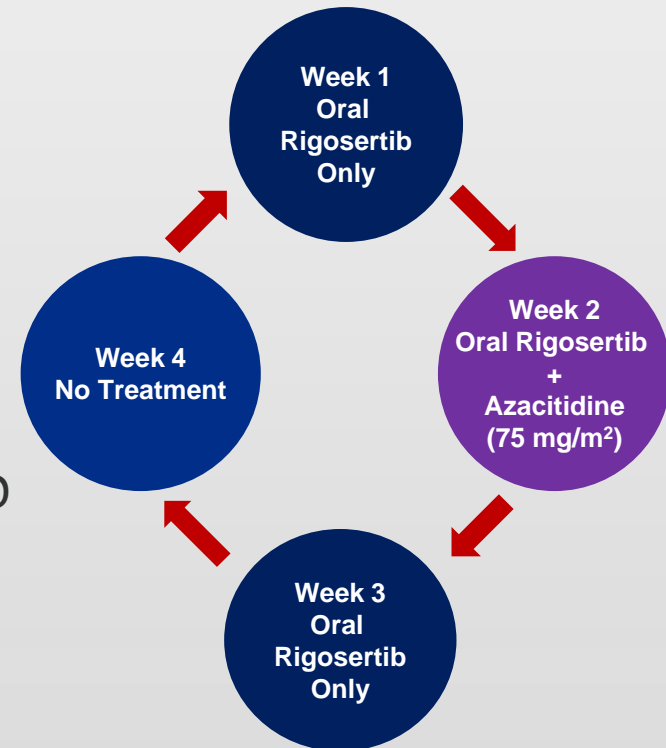 Week 1
Oral
Rigosertib
Only
Week 2
Oral Rigosertib
+
Azacitidine
(75 mg/m²)
Week 3
Oral
Rigosertib
Only
Week 4
No Treatment